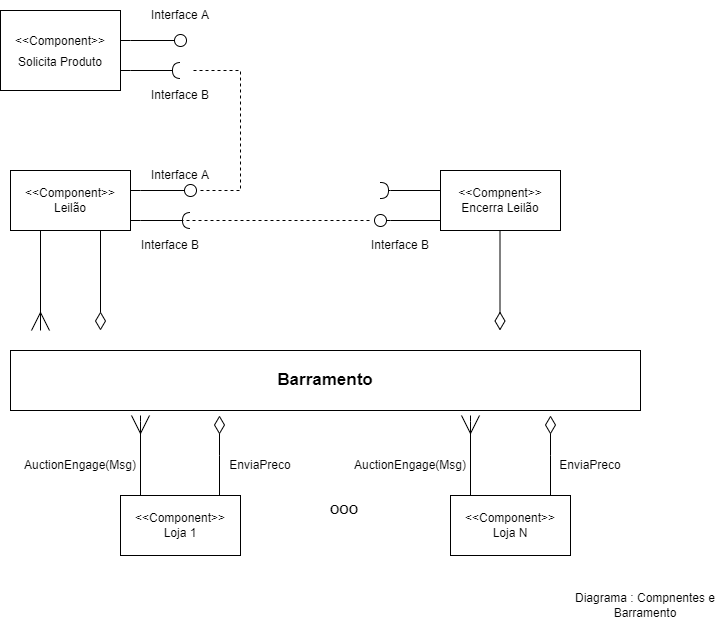 Interface A
<<Component>>
Solicita Produto
Interface B
Interface A
<<Component>>
Leilão
<<Compnent>>
Encerra Leilão
Interface B
Interface B
Barramento
AuctionEngage(Msg)
EnviaPreco
AuctionEngage(Msg)
EnviaPreco
<<Component>>
Loja 1
OOO
<<Component>>
Loja N
Diagrama : Compnentes e
Barramento